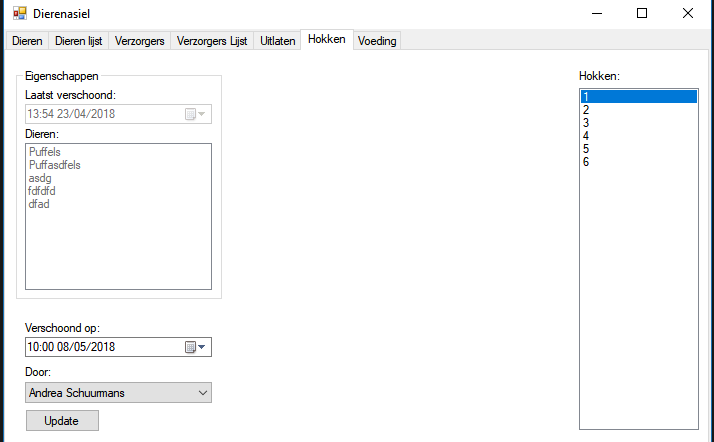 Dierenasiel
Dieren Dieren lijst Verzorgers Verzorgers Lijst Uitlaten Hokken Voeding
Eigenschappen
Laatst verschoond:
13:54 23/04/2018
Dieren:
Puffels
Puffasdfels
asdg
fdfdfd
dfad
Verschoond op:
10:00 08/05/2018
Door:
Andrea Schuurmans
Update
Hokken:
1
2
3
4
5
6